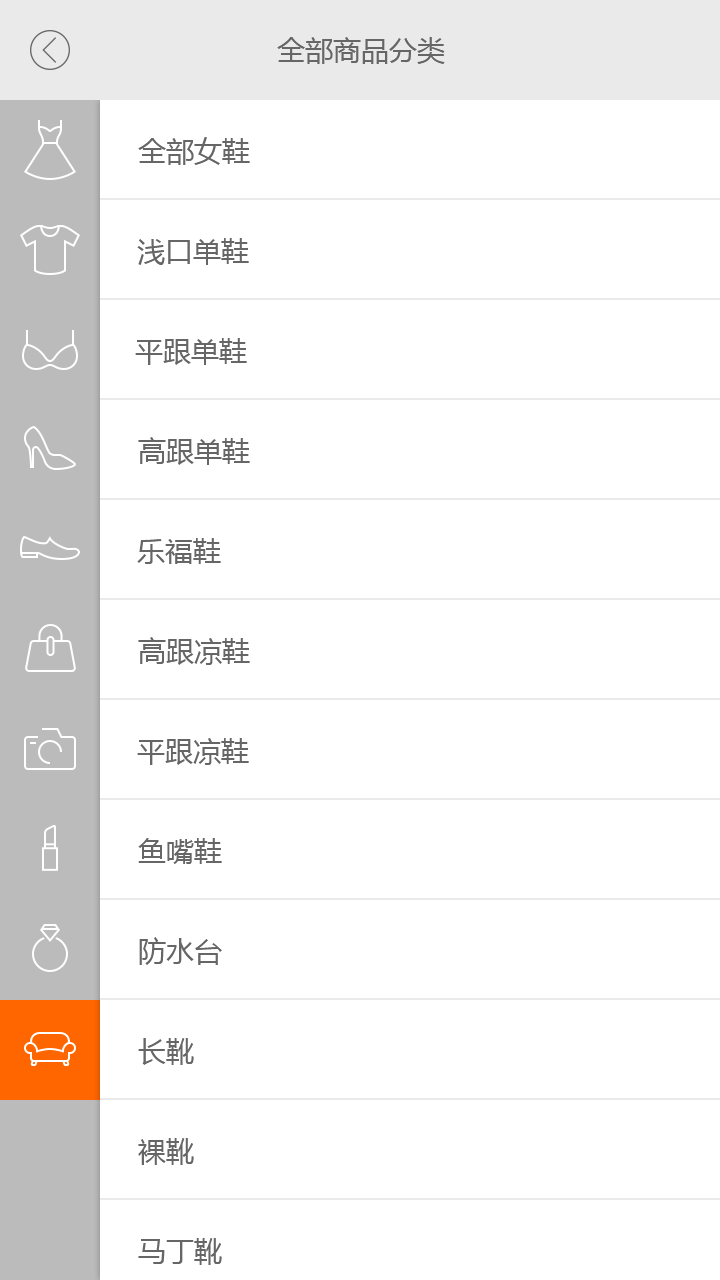 全部商品分类
全部女鞋
浅口单鞋
平跟单鞋
高跟单鞋
乐福鞋
高跟凉鞋
平跟凉鞋
鱼嘴鞋
防水台
长靴
裸靴
马丁靴